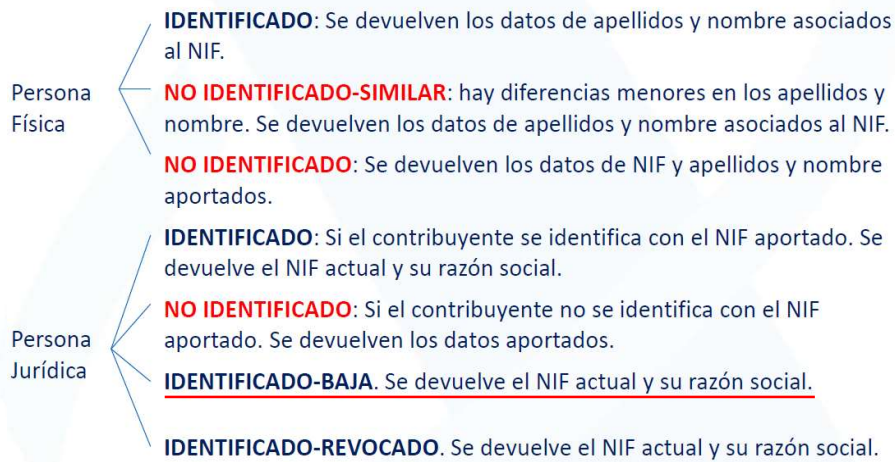 IDENTIFICADO: Se devuelven los datos de apellidos y nombre asociados
al NIF.
Persona
Física
NO IDENTIFICADO-SIMILAR: hay diferencias menores en los apellidos y
nombre. Se devuelven los datos de apellidos y nombre asociados al NIF.
NO IDENTIFICADO: Se devuelven los datos de NIF y apellidos y nombre
aportados.
IDENTIFICADO: Si el contribuyente se identifica con el NIF aportado. Se
devuelve el NIF actual y su razón social.
NO IDENTIFICADO: Si el contribuyente no se identifica con el NIF
aportado. Se devuelven los datos aportados.
Persona
Jurídica
IDENTIFICADO-BAJA. Se devuelve el NIF actual y su razón social.
IDENTIFICADO-REVOCADO. Se devuelve el NIF actual y su razón social.